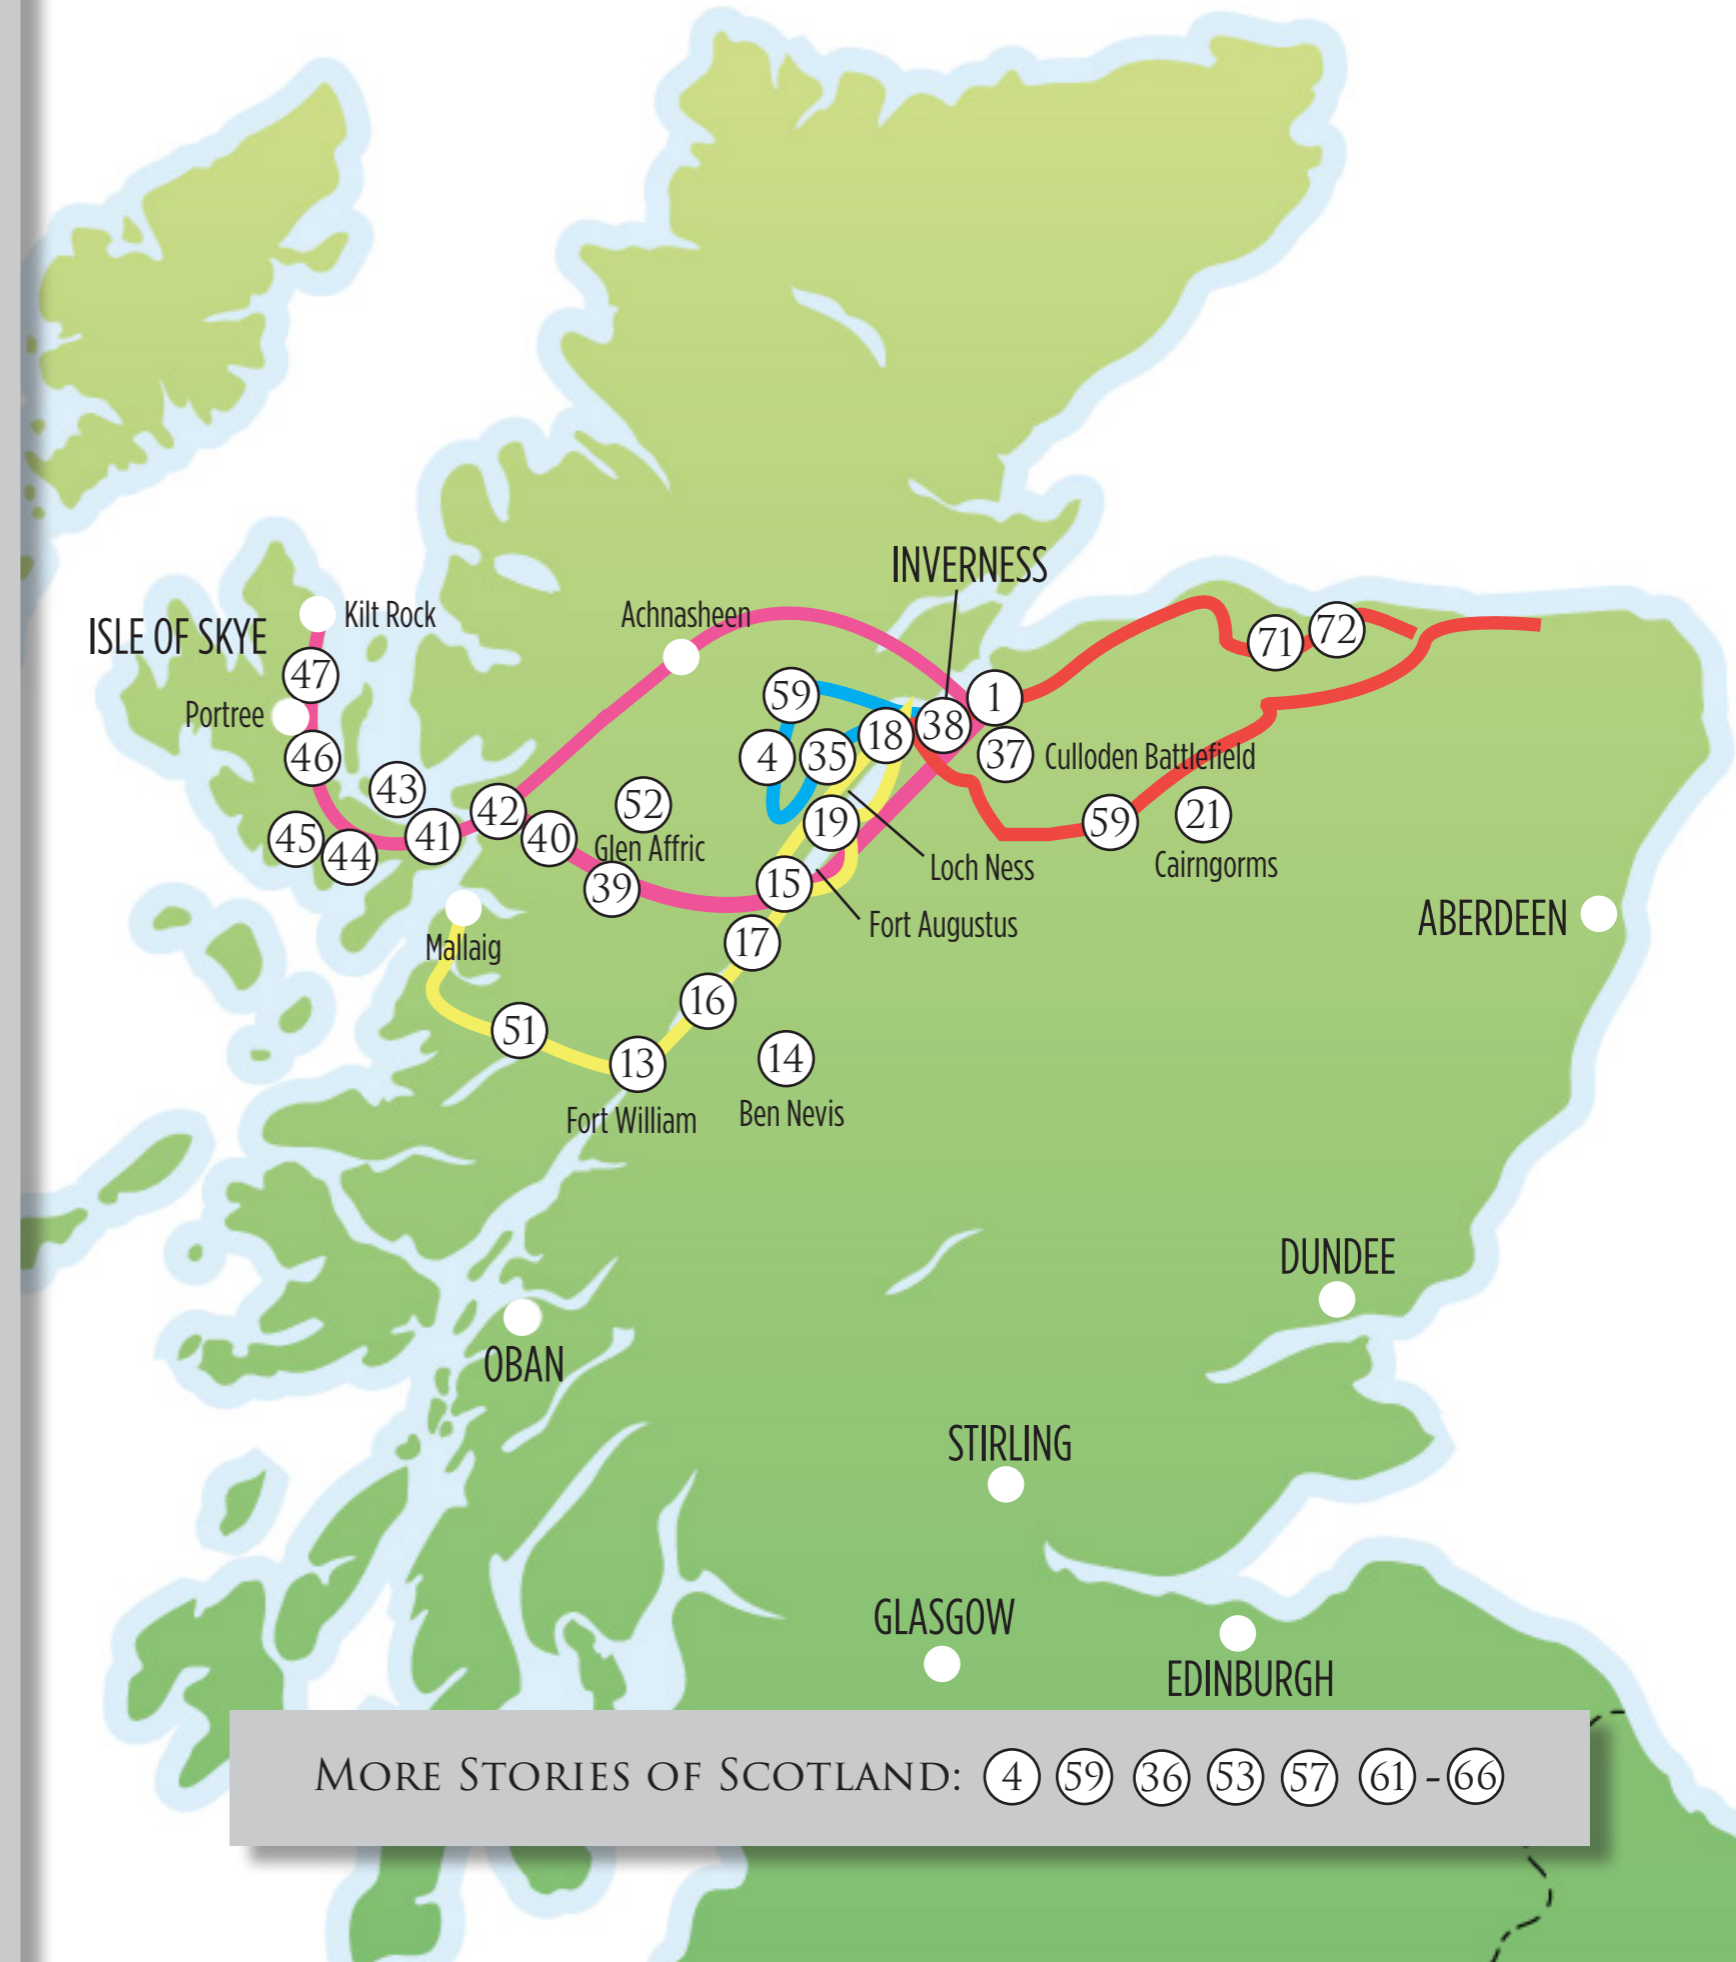 INVERNESS
Kilt Rock
Achnasheen
ISLE OF SKYE
71
72
47
59
1
Portree
18
38
46
4
35
37
Culloden Battlefield
43
52
42
21
19
59
45
44
41
40
Glen Affric
Loch Ness
Cairngorms
39
15
Mallaig
Fort Augustus
ABERDEEN
17
16
51
13
14
Fort William
Ben Nevis
DUNDEE
OBAN
STIRLING
GLASGOW
EDINBURGH
MORE STORIES OF SCOTLAND: 4 59 36 53 57 61 - 66